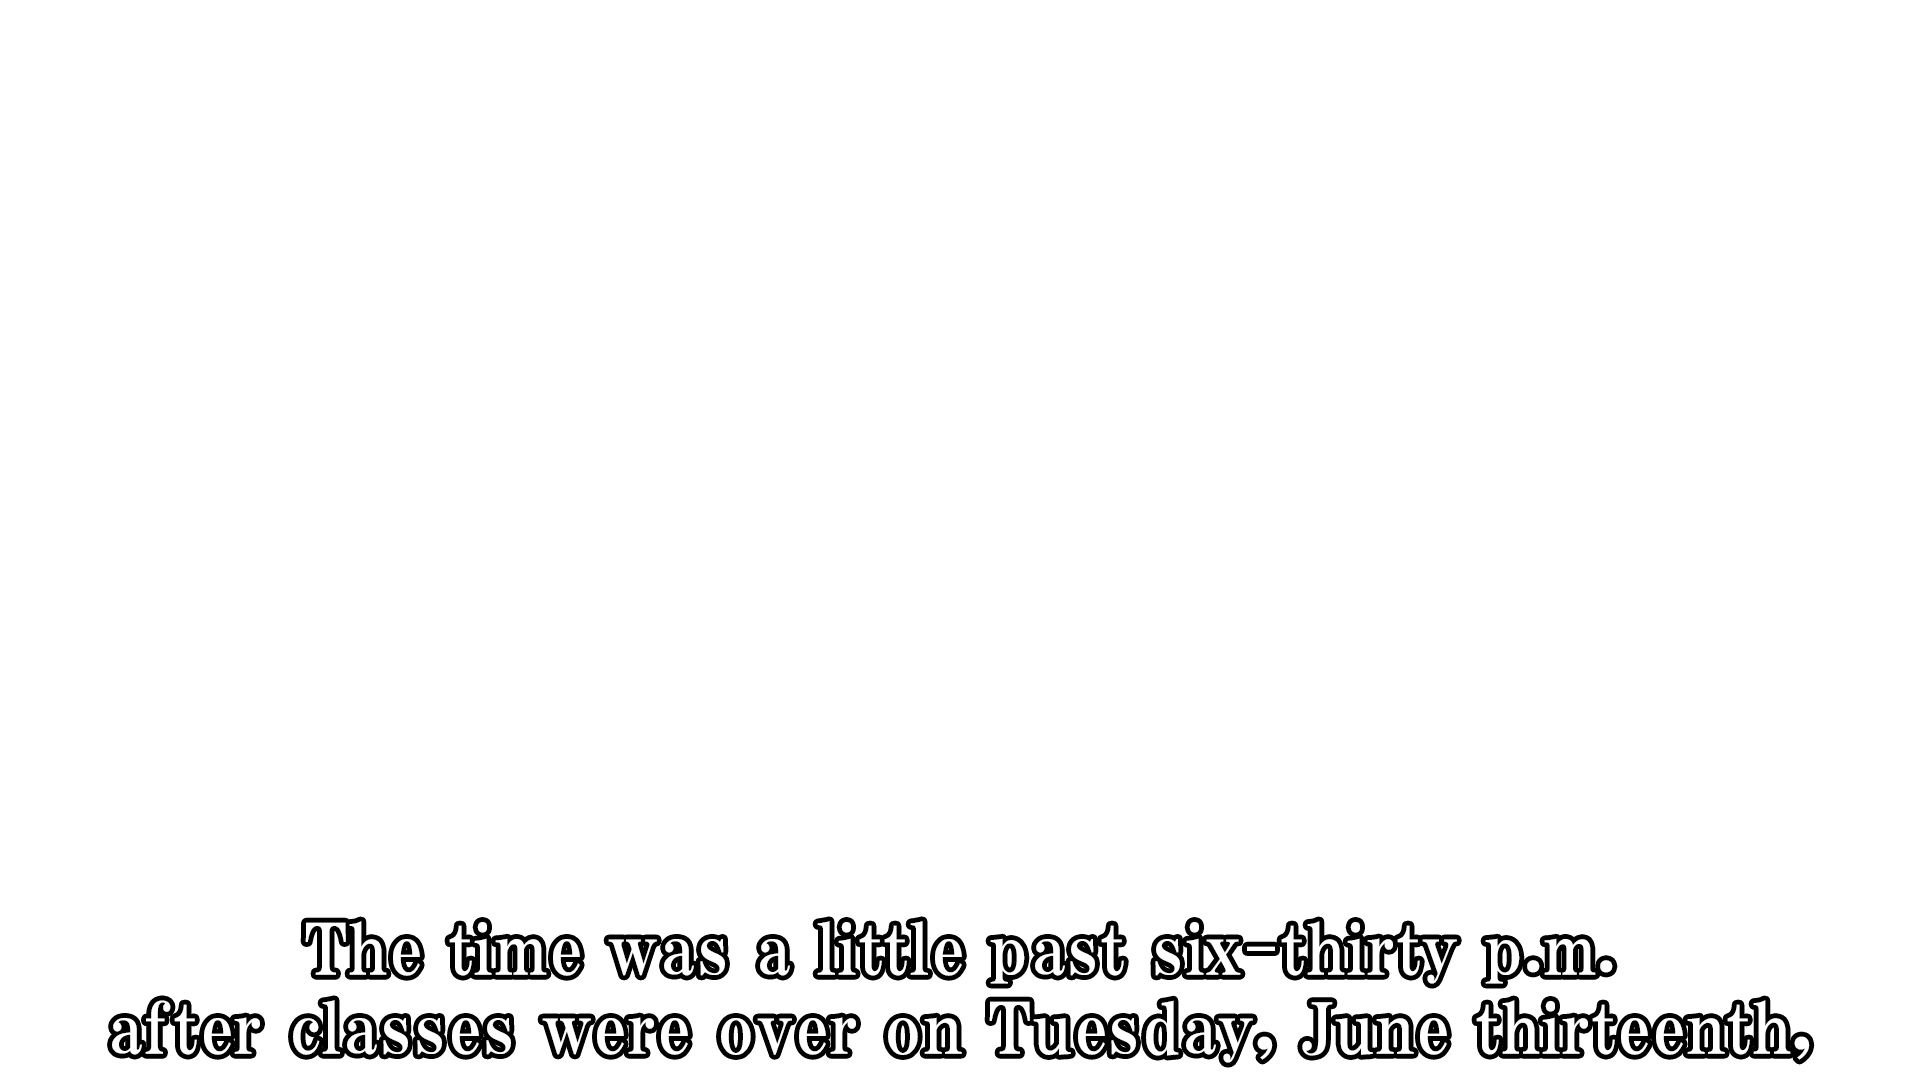 The time was a little past six-thirty p.m.
after classes were over on Tuesday, June thirteenth,